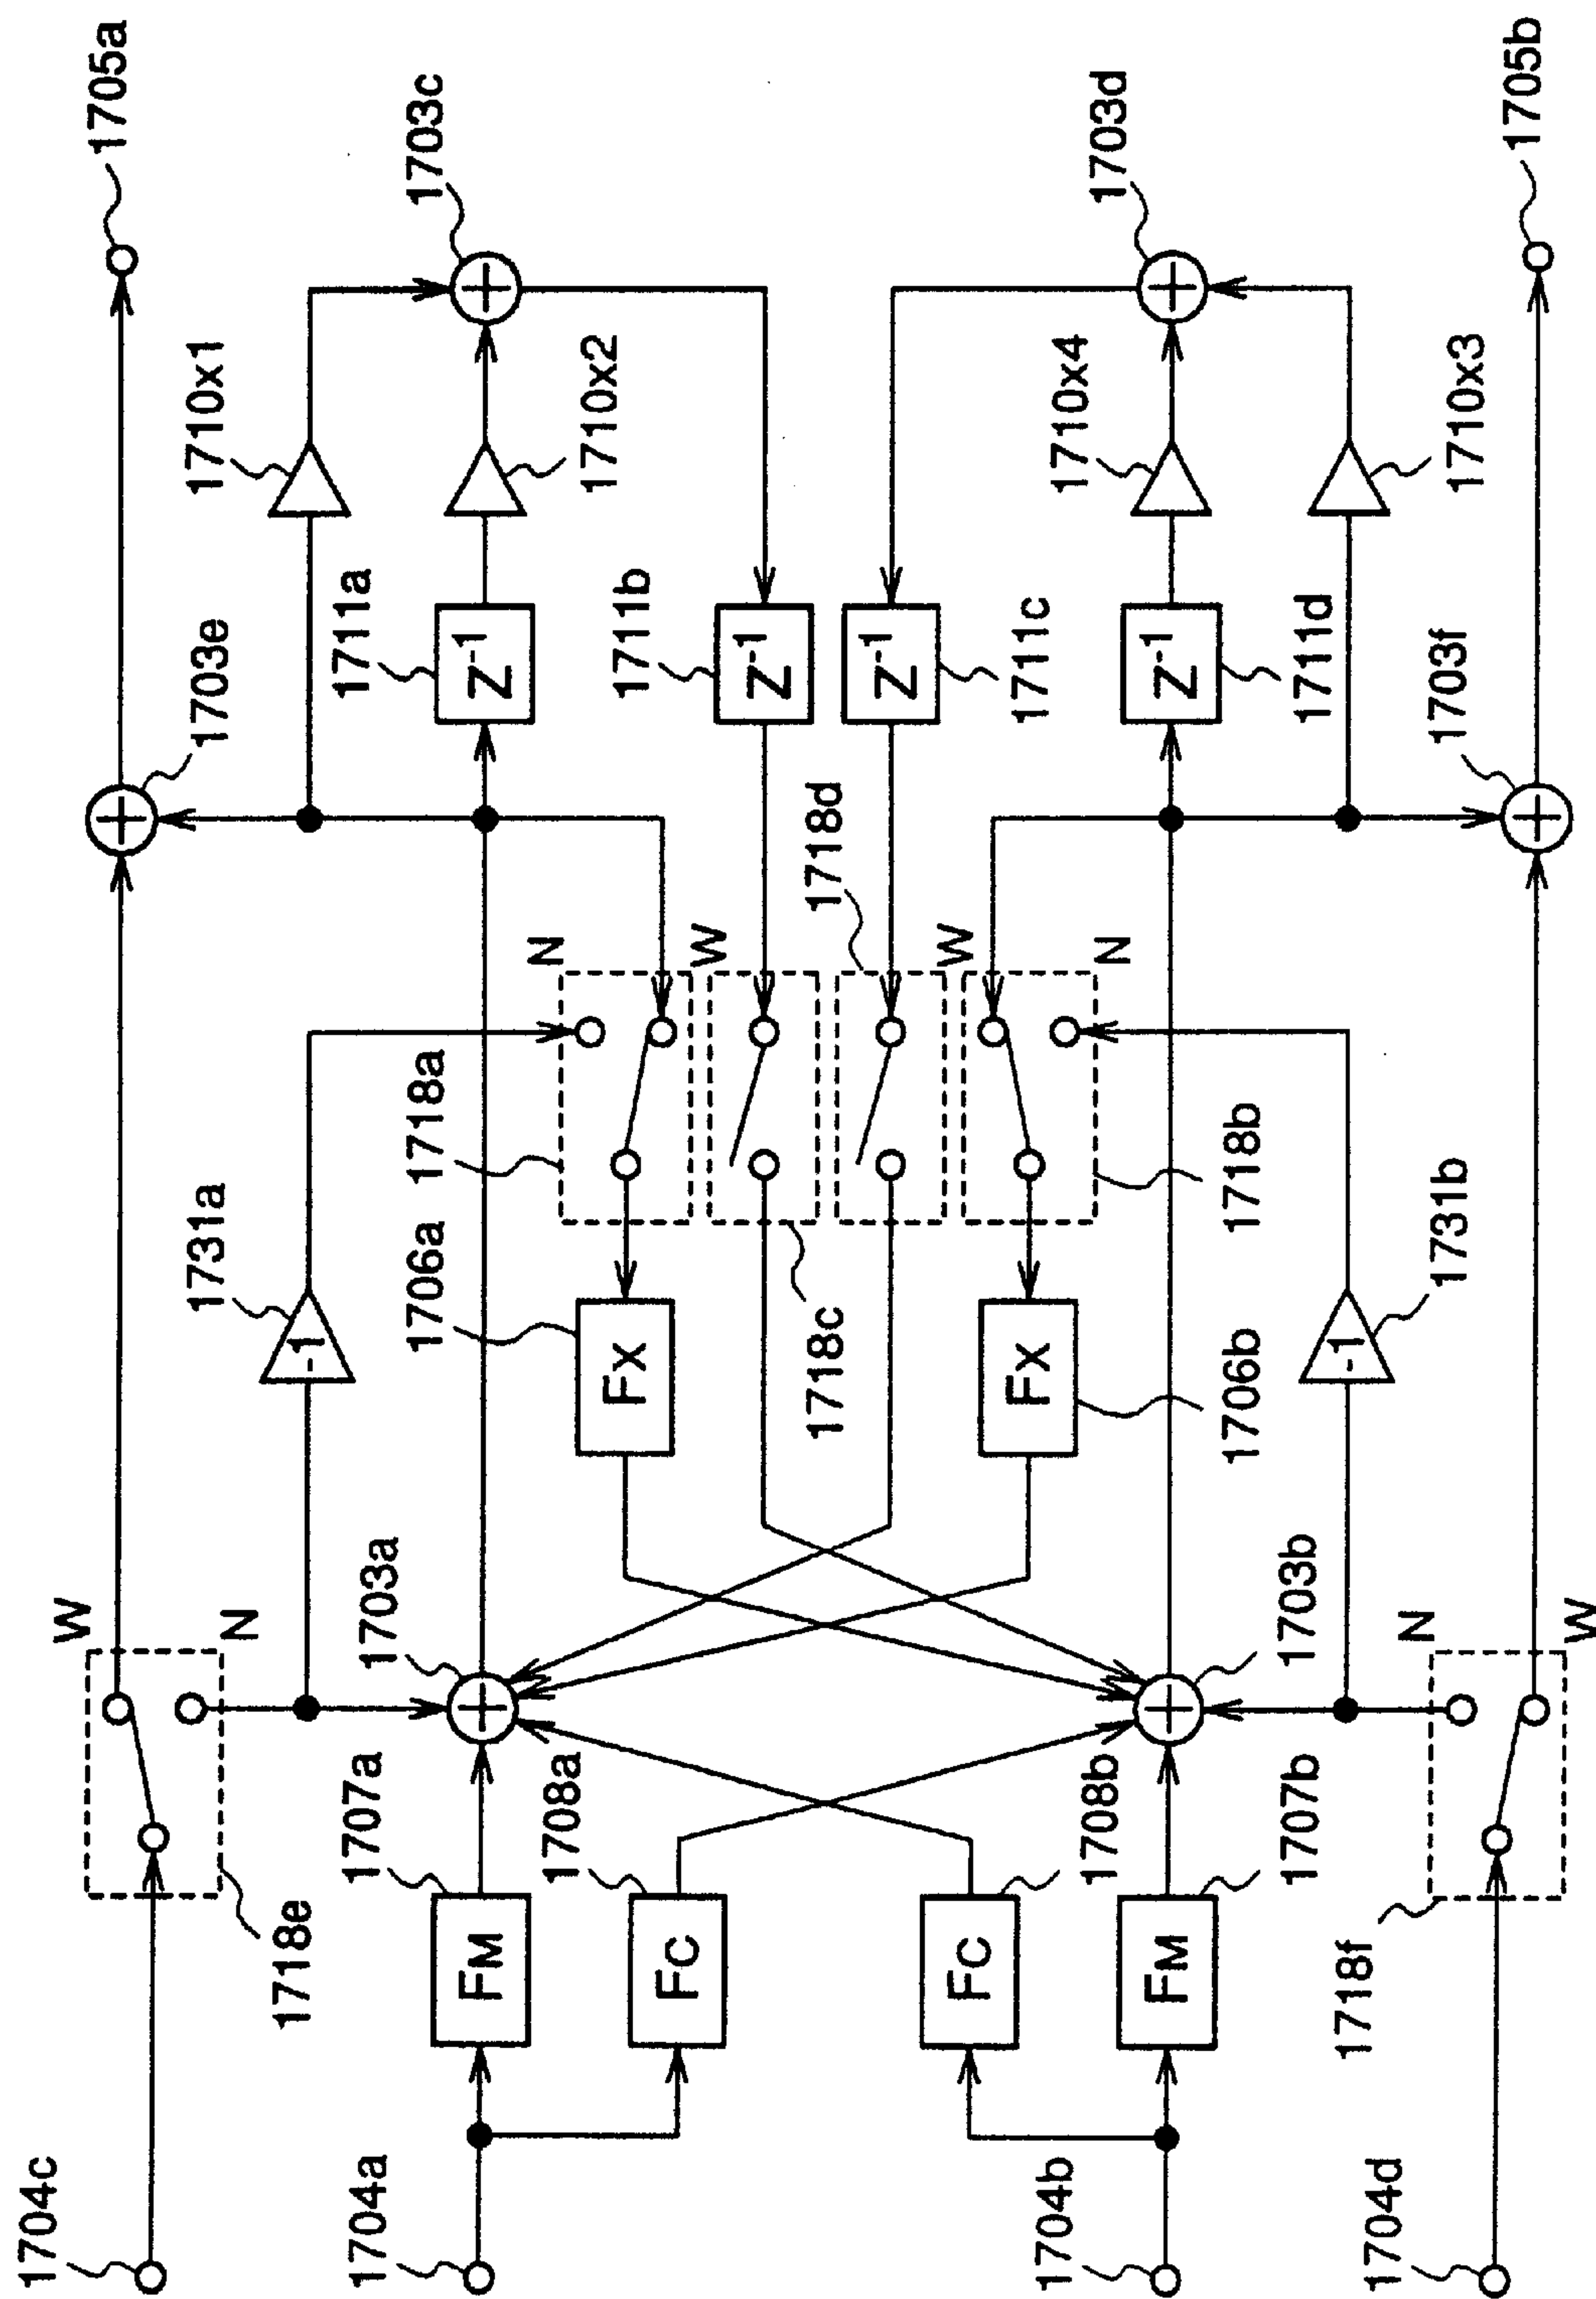 1704c
1718e
W
N
1731a
1703e
1710x1
1705a
-1
1704a
1707a
FM
1703a
1706a
1718a
N
1711a
Z-1
1710x2
1703c
1708a
FC
FX
W
1711b
Z-1
1718c
1718d
1704b
1708b
FC
FX
W
Z-1
1711c
1710x4
1703d
1707b
FM
1703b
1706b
1718b
N
Z-1
1711d
1710x3
1704d
1718f
N
W
-1
1731b
1703f
1705b